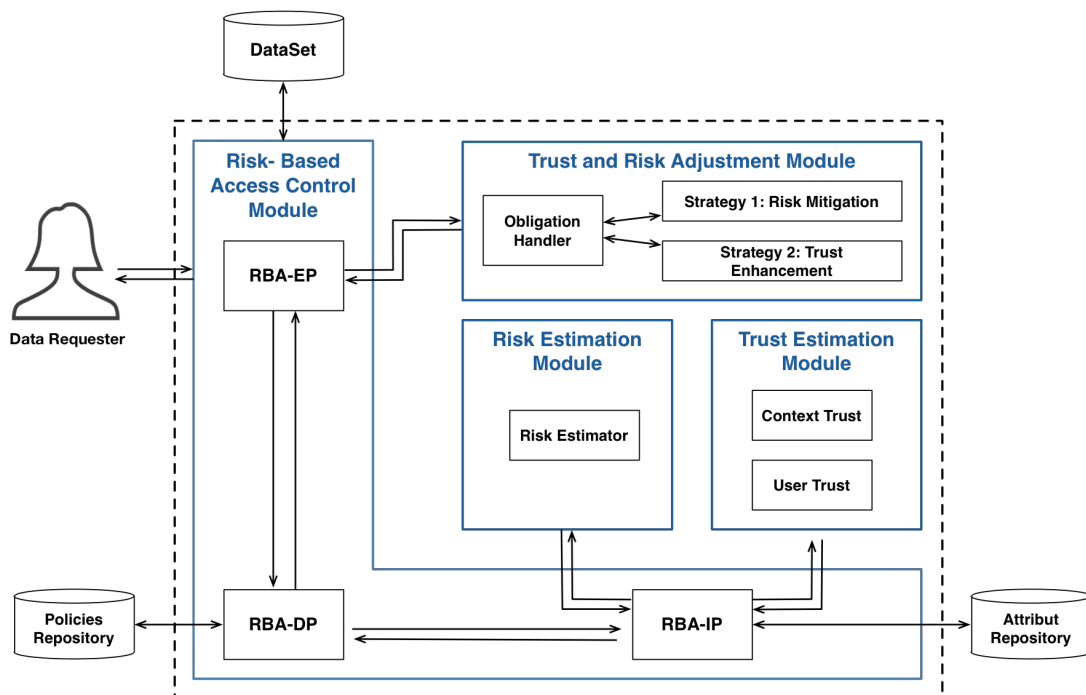 DataSet
Risk- Based
Access Control
Module
Trust and Risk Adjustment Module
Obligation
Handler
Strategy 1: Risk Mitigation
Strategy 2: Trust
Enhancement
RBA-EP
Data Requester
Risk Estimation
Module
Risk Estimator
Trust Estimation
Module
Context Trust
User Trust
Policies
Repository
RBA-DP
RBA-IP
Attribut
Repository